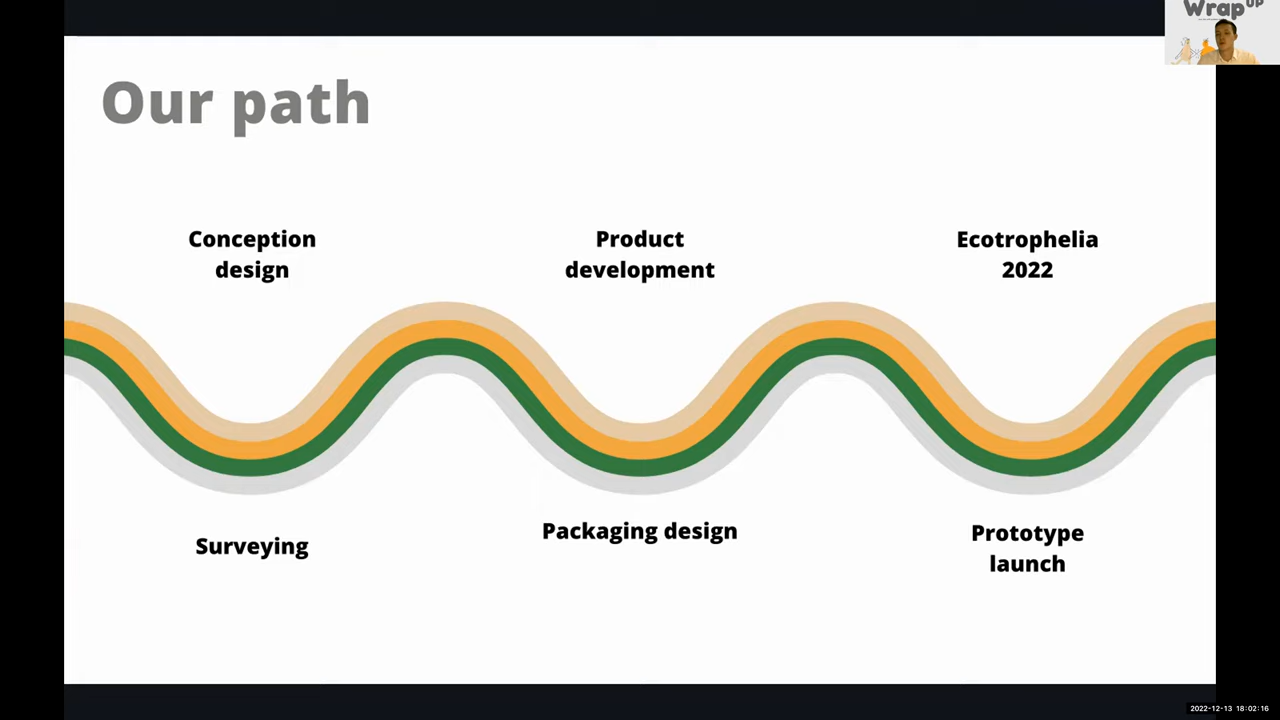 Wrap UP
Our path
Conception
design
Product
development
Ecotrophelia
2022
Surveying
Packaging design
Prototype
launch
2022-12-13 18:02:16